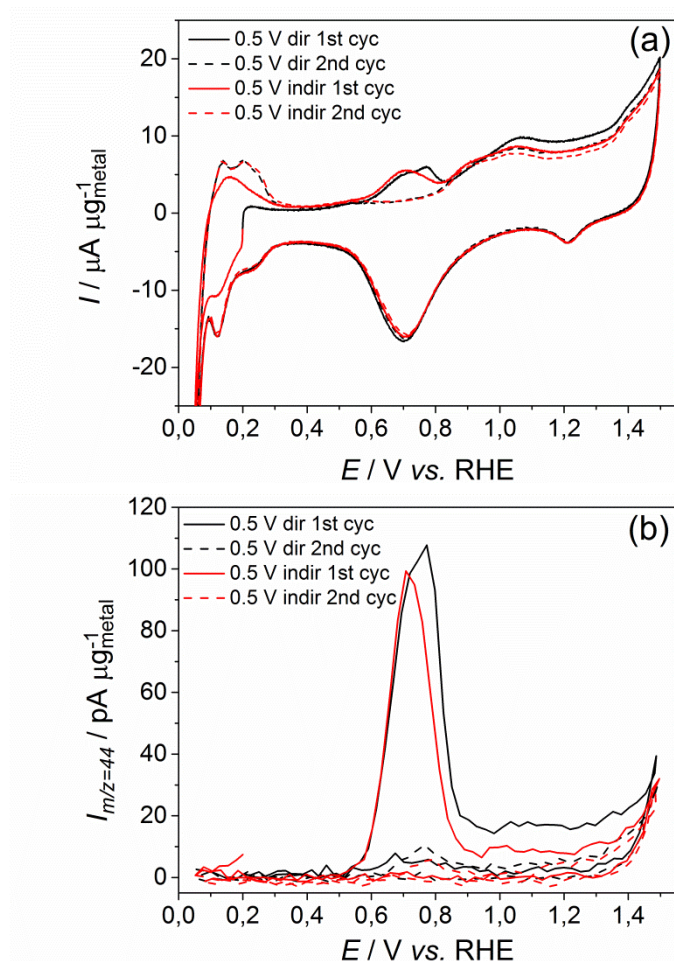 (a)
0.5 V dir 1st cyc
0.5 V dir 2nd cyc
0.5 V indir 1st cyc
0.5 V indir 2nd cyc
20
10
0
-10
-20
I / µA µg⁻¹metal
0,0 0,2 0,4 0,6 0,8 1,0 1,2 1,4
E / V vs. RHE
(b)
0.5 V dir 1st cyc
0.5 V dir 2nd cyc
0.5 V indir 1st cyc
0.5 V indir 2nd cyc
120
100
80
60
40
20
0
I m/z=44 / pA µg⁻¹metal
0,0 0,2 0,4 0,6 0,8 1,0 1,2 1,4
E / V vs. RHE